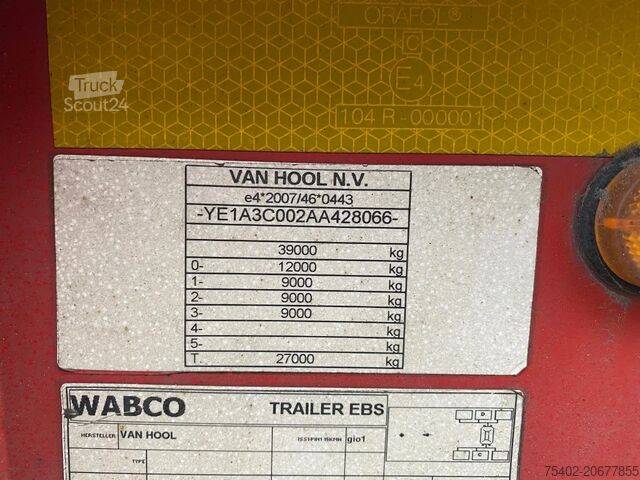 ORAFOL®
C
E4
104 R - 000001
Truck
Scout24
VAN HOOL N.V.
e4*2007/46*0443
-YE1A3C002AA428066-
39000 kg
0- 12000 kg
1- 9000 kg
2- 9000 kg
3- 9000 kg
4- kg
5- kg
T. 27000 kg
WABCO TRAILER EBS
HERSTELLER VAN HOOL gio1
TYPE
75402-20677855